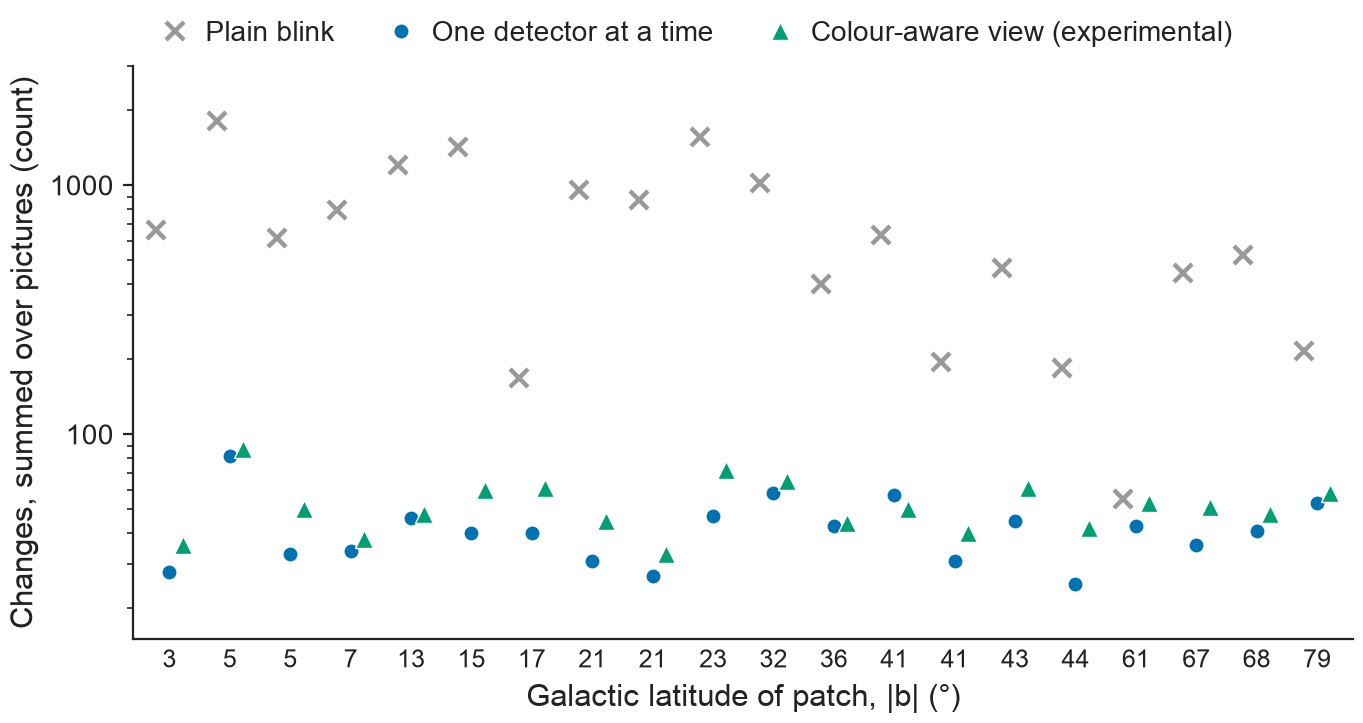 Plain blink
One detector at a time
Colour-aware view (experimental)
Changes, summed over pictures (count)
1000
100
3 5 5 7 13 15 17 21 21 23 32 36 41 41 43 44 61 67 68 79
Galactic latitude of patch, |b| (°)